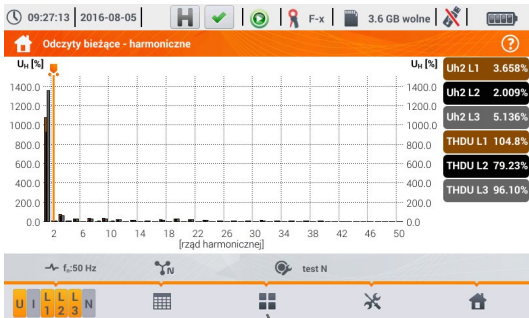 09:27:13 2016-08-05 H F-x 3.6 GB wolne
Odczyty bieżące - harmoniczne ?
UH [%] UH [%]
1400.0 1400.0
1200.0 1200.0
1000.0 1000.0
800.0 800.0
600.0 600.0
400.0 400.0
200.0 200.0
0.0 0.0
2 6 10 14 18 22 26 30 34 38 42 46 50
[rząd harmonicznej]
Uh2 L1 3.658%
Uh2 L2 2.009%
Uh2 L3 5.136%
THDU L1 104.8%
THDU L2 79.23%
THDU L3 96.10%
fn:50 Hz N test N
U I L1 L2 L3 N